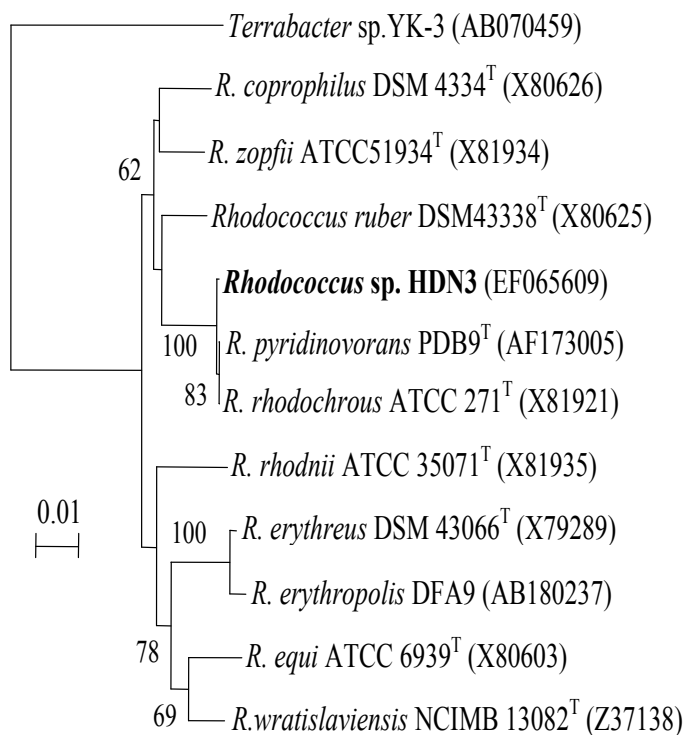 Terrabacter sp.YK-3 (AB070459)
R. coprophilus DSM 4334ᵀ (X80626)
62
R. zopfii ATCC51934ᵀ (X81934)
Rhodococcus ruber DSM43338ᵀ (X80625)
Rhodococcus sp. HDN3 (EF065609)
100
R. pyridinovorans PDB9ᵀ (AF173005)
83
R. rhodochrous ATCC 271ᵀ (X81921)
R. rhodnii ATCC 35071ᵀ (X81935)
0.01
100
R. erythreus DSM 43066ᵀ (X79289)
R. erythropolis DFA9 (AB180237)
78
R. equi ATCC 6939ᵀ (X80603)
69
R.wratislaviensis NCIMB 13082ᵀ (Z37138)